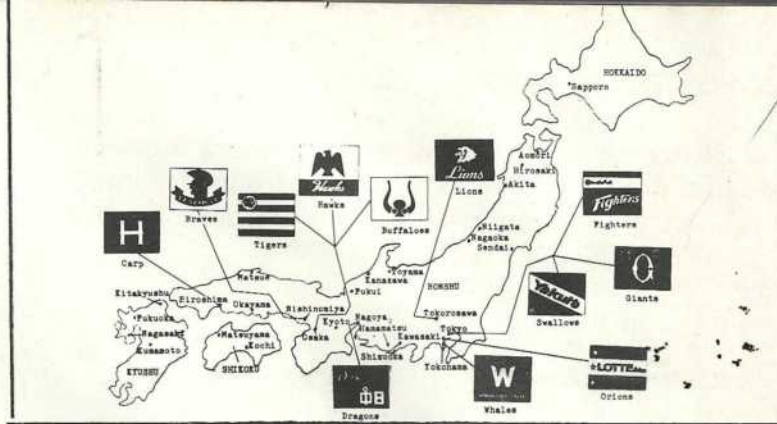 HOKKAIDO
Sapporo
Aomori
Hirosaki
Akita
Lions
Lions
Hawks
Hawks
Fighters
Fighters
Braves
Tigers
Buffaloes
Niigata
Nagaoka
Sendai
G
Giants
H
Carp
Toyama
Kanazawa
Fukui
HONSHU
Yakult
Swallows
Matsue
Kitakyushu
Hiroshima
Okayama
Nishinomiya
Tokorosawa
Fukuoka
Kyoto
Nagoya
Hamamatsu
Kawasaki
Tokyo
Nagasaki
Matsuyama
Osaka
Kumamoto
Kochi
Shizuoka
Yokohama
KYUSHU
SHIKOKU
W
Whales
LOTTE
Orions
Dragons